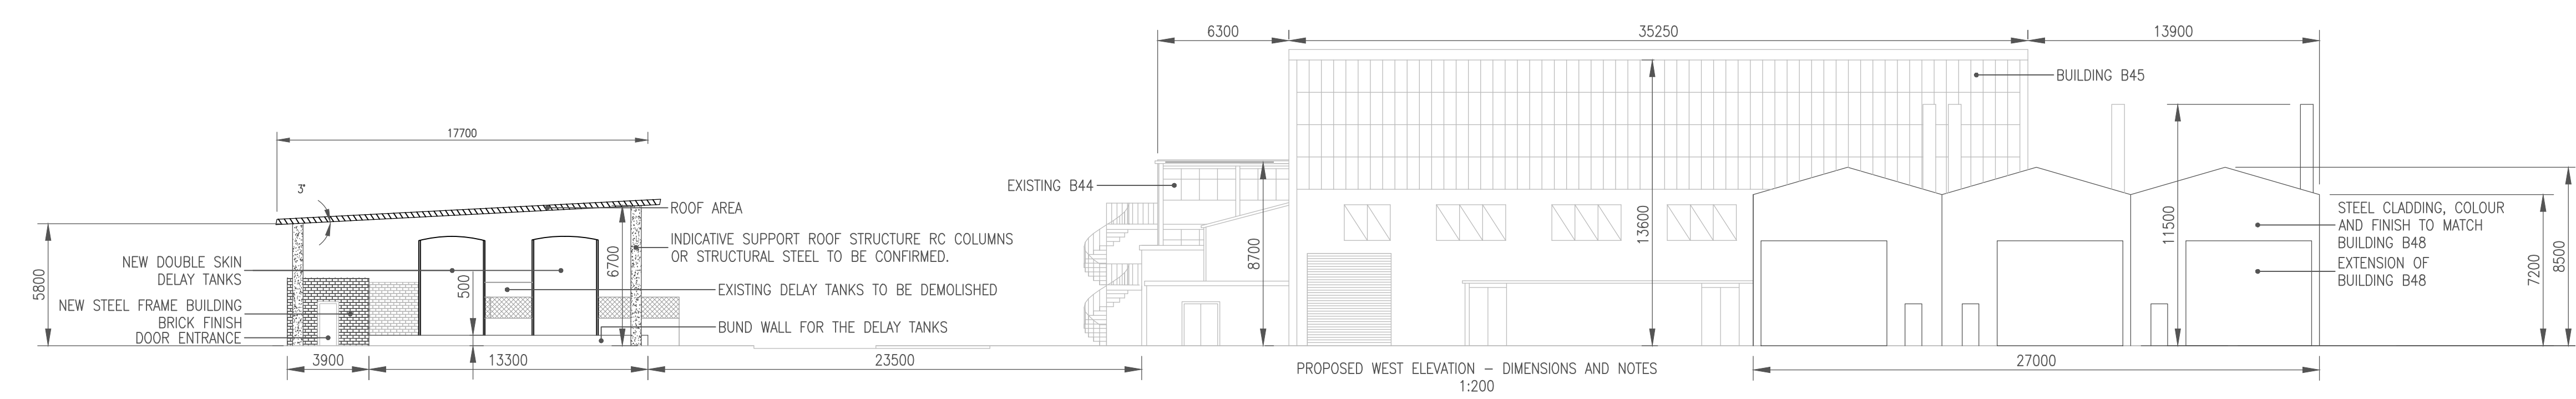 6300
35250
13900
BUILDING B45
17700
3°
EXISTING B44
ROOF AREA
INDICATIVE SUPPORT ROOF STRUCTURE RC COLUMNS
OR STRUCTURAL STEEL TO BE CONFIRMED.
NEW DOUBLE SKIN
DELAY TANKS
5800
500
6700
EXISTING DELAY TANKS TO BE DEMOLISHED
NEW STEEL FRAME BUILDING
BRICK FINISH
DOOR ENTRANCE
BUND WALL FOR THE DELAY TANKS
8700
13600
11500
STEEL CLADDING, COLOUR
AND FINISH TO MATCH
BUILDING B48
EXTENSION OF
BUILDING B48
7200
8500
3900
13300
23500
27000
PROPOSED WEST ELEVATION – DIMENSIONS AND NOTES
1:200